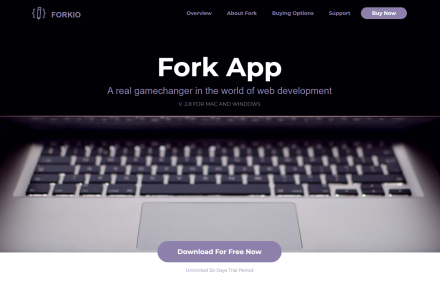 FORKIO
Overview About Fork Buying Options Support Buy Now
Fork App
A real gamechanger in the world of web development
V. 2.8 FOR MAC AND WINDOWS
Download For Free Now
Unlimited 30-Days Trial Period